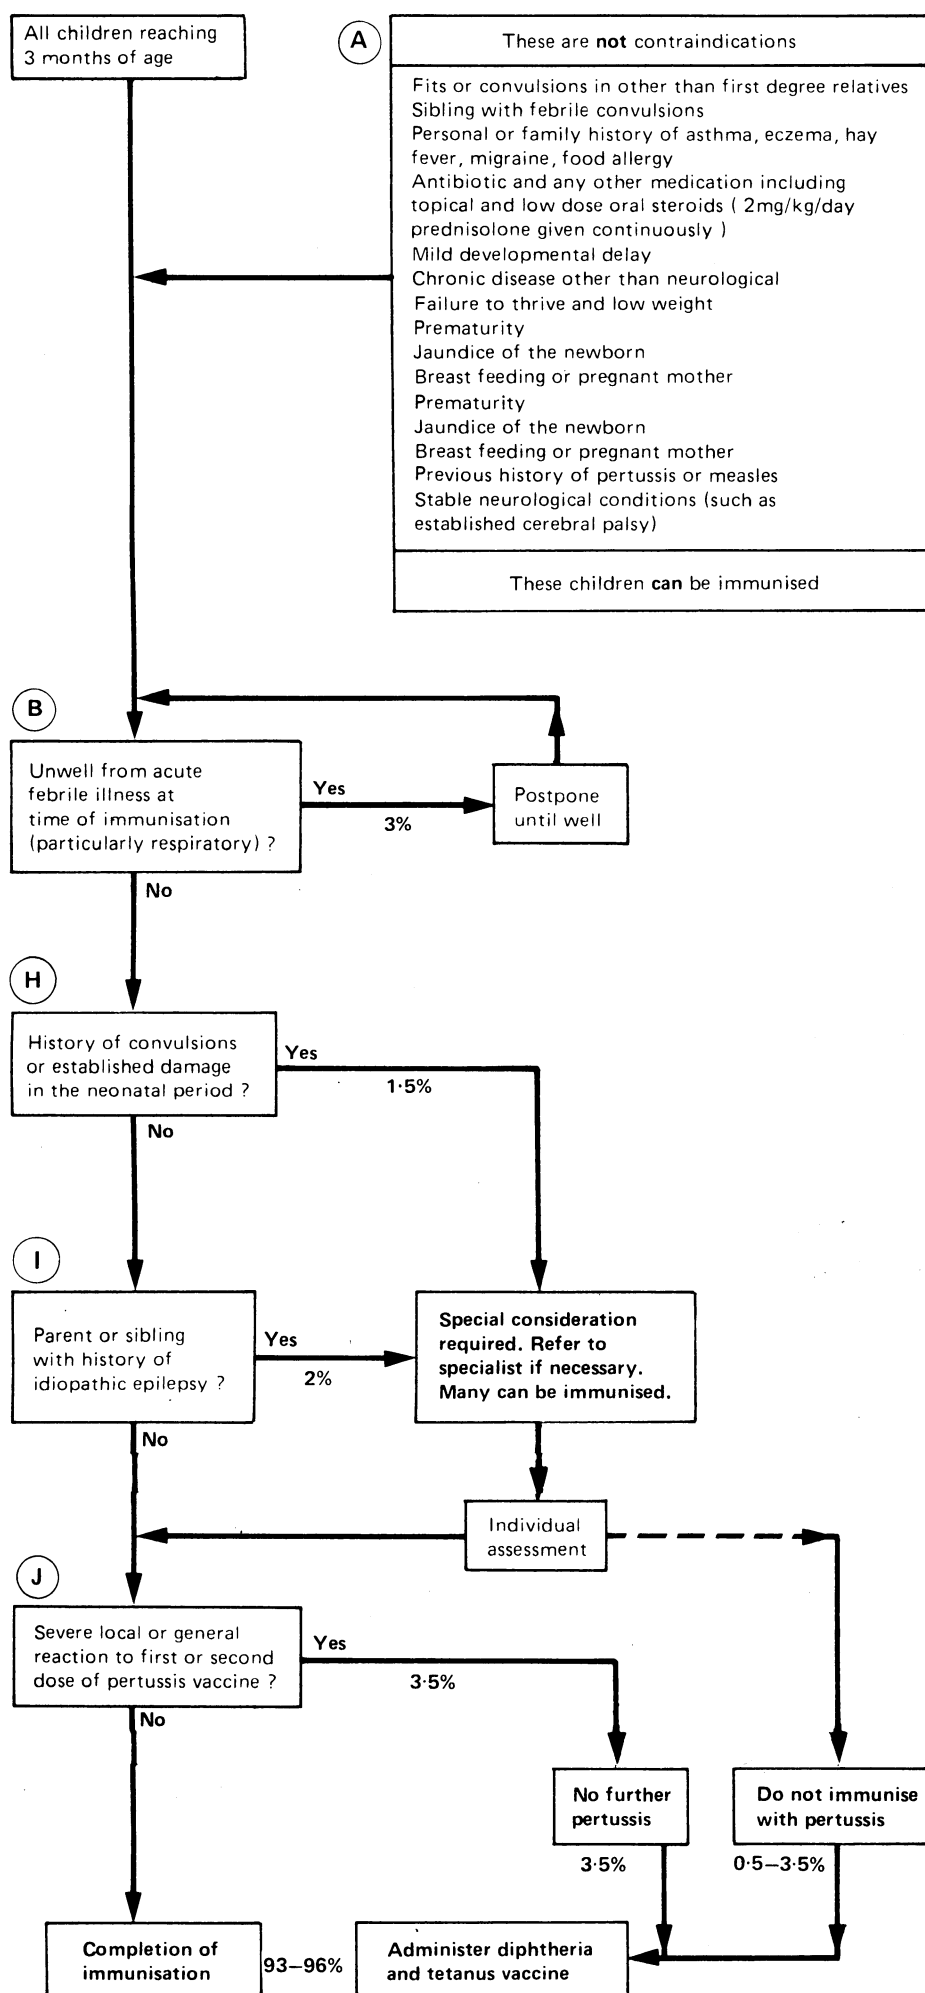 All children reaching
3 months of age
A
These are not contraindications
Fits or convulsions in other than first degree relatives
Sibling with febrile convulsions
Personal or family history of asthma, eczema, hay
fever, migraine, food allergy
Antibiotic and any other medication including
topical and low dose oral steroids ( 2mg/kg/day
prednisolone given continuously )
Mild developmental delay
Chronic disease other than neurological
Failure to thrive and low weight
Prematurity
Jaundice of the newborn
Breast feeding or pregnant mother
Prematurity
Jaundice of the newborn
Breast feeding or pregnant mother
Previous history of pertussis or measles
Stable neurological conditions (such as
established cerebral palsy)
These children can be immunised
B
Unwell from acute
febrile illness at
time of immunisation
(particularly respiratory) ?
Yes
3%
Postpone
until well
No
H
History of convulsions
or established damage
in the neonatal period ?
Yes
1·5%
No
I
Parent or sibling
with history of
idiopathic epilepsy ?
Yes
2%
Special consideration
required. Refer to
specialist if necessary.
Many can be immunised.
No
Individual
assessment
J
Severe local or general
reaction to first or second
dose of pertussis vaccine ?
Yes
3·5%
No
No further
pertussis
3·5%
Do not immunise
with pertussis
0·5–3·5%
Completion of
immunisation
93–96%
Administer diphtheria
and tetanus vaccine